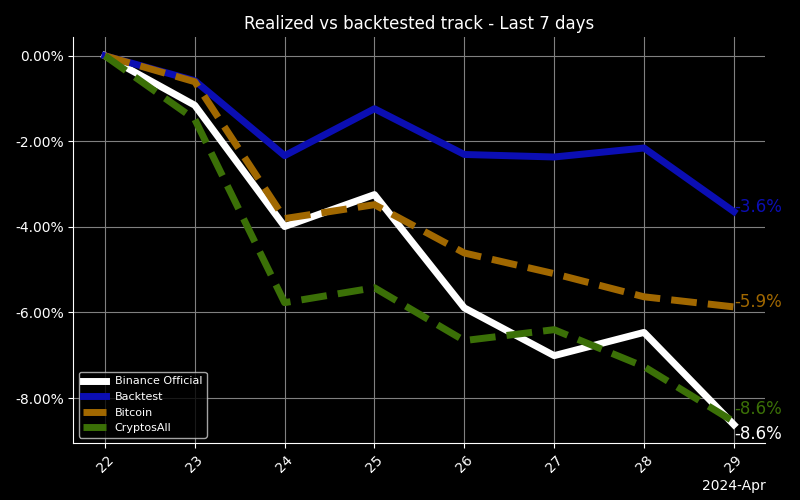 Realized vs backtested track - Last 7 days
0.00%
-2.00%
-4.00%
-6.00%
-8.00%
-3.6%
-5.9%
-8.6%
-8.6%
Binance Official
Backtest
Bitcoin
CryptosAll
22 23 24 25 26 27 28 29
2024-Apr